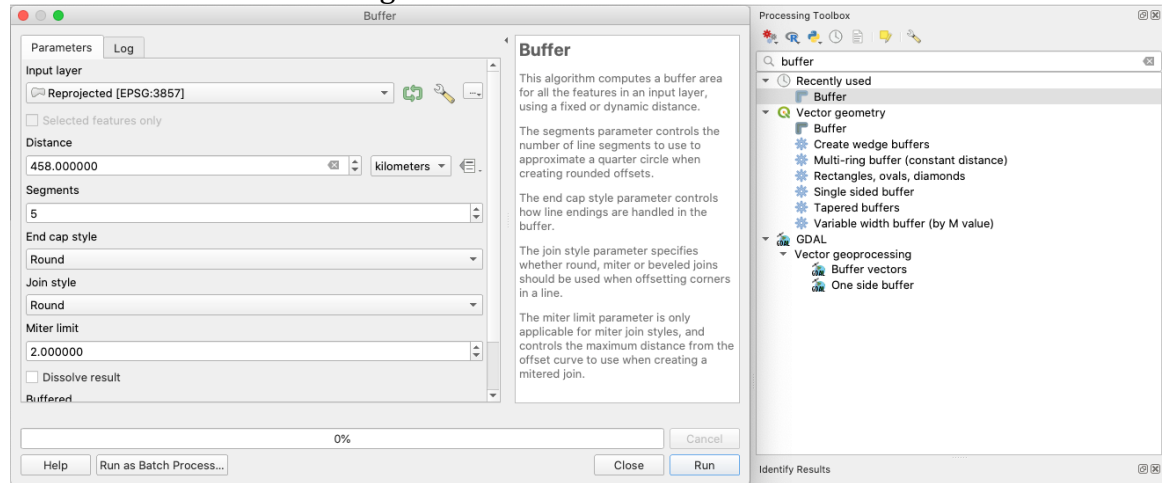 Buffer
Parameters
Log
Input layer
Reprojected [EPSG:3857]
Selected features only
Distance
458.000000
kilometers
Segments
5
End cap style
Round
Join style
Round
Miter limit
2.000000
Dissolve result
Buffered
Buffer
This algorithm computes a buffer area
for all the features in an input layer,
using a fixed or dynamic distance.
The segments parameter controls the
number of line segments to use to
approximate a quarter circle when
creating rounded offsets.
The end cap style parameter controls
how line endings are handled in the
buffer.
The join style parameter specifies
whether round, miter or beveled joins
should be used when offsetting corners
in a line.
The miter limit parameter is only
applicable for miter join styles, and
controls the maximum distance from the
offset curve to use when creating a
mitered join.
0%
Cancel
Help
Run as Batch Process...
Close
Run
Processing Toolbox
buffer
Recently used
Buffer
Vector geometry
Buffer
Create wedge buffers
Multi-ring buffer (constant distance)
Rectangles, ovals, diamonds
Single sided buffer
Tapered buffers
Variable width buffer (by M value)
GDAL
Vector geoprocessing
Buffer vectors
One side buffer
Identify Results